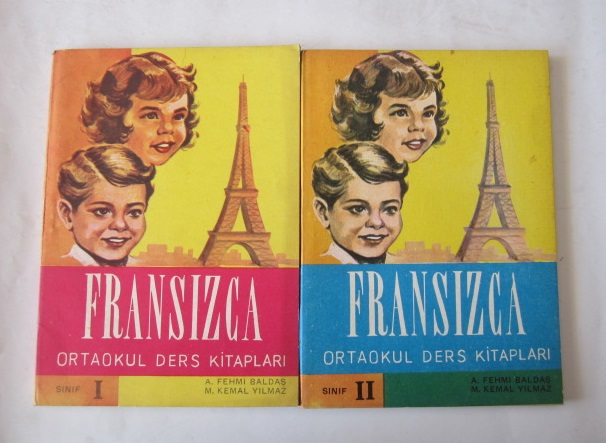 FRANSIZCA
ORTAOKUL DERS KİTAPLARI
SINIF I
A. FEHMİ BALDAŞ
M. KEMAL YILMAZ
FRANSIZCA
ORTAOKUL DERS KİTAPLARI
SINIF II
A. FEHMİ BALDAŞ
M. KEMAL YILMAZ